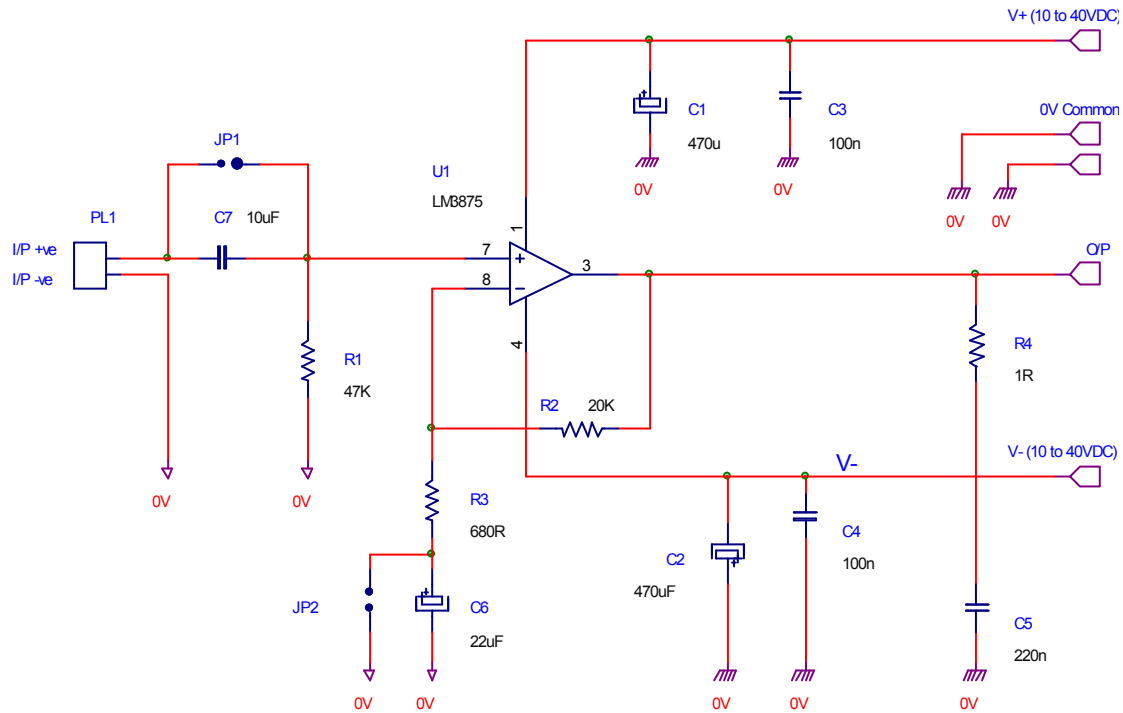 V+ (10 to 40VDC)
C1
470u
C3
100n
0V Common
0V
0V
0V
0V
JP1
U1
LM3875
PL1
C7 10uF
I/P +ve
I/P -ve
1
7
8
3
4
O/P
R1
47K
R4
1R
R2 20K
V-
V- (10 to 40VDC)
0V
0V
R3
680R
C4
100n
C2
470uF
JP2
C6
22uF
C5
220n
0V
0V
0V
0V
0V